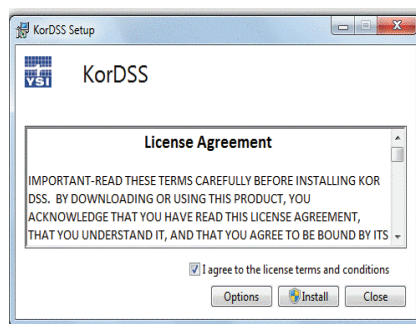 KorDSS Setup
YSI
KorDSS
License Agreement
IMPORTANT-READ THESE TERMS CAREFULLY BEFORE INSTALLING KOR
DSS. BY DOWNLOADING OR USING THIS PRODUCT, YOU
ACKNOWLEDGE THAT YOU HAVE READ THIS LICENSE AGREEMENT,
THAT YOU UNDERSTAND IT, AND THAT YOU AGREE TO BE BOUND BY ITS
I agree to the license terms and conditions
Options Install Close